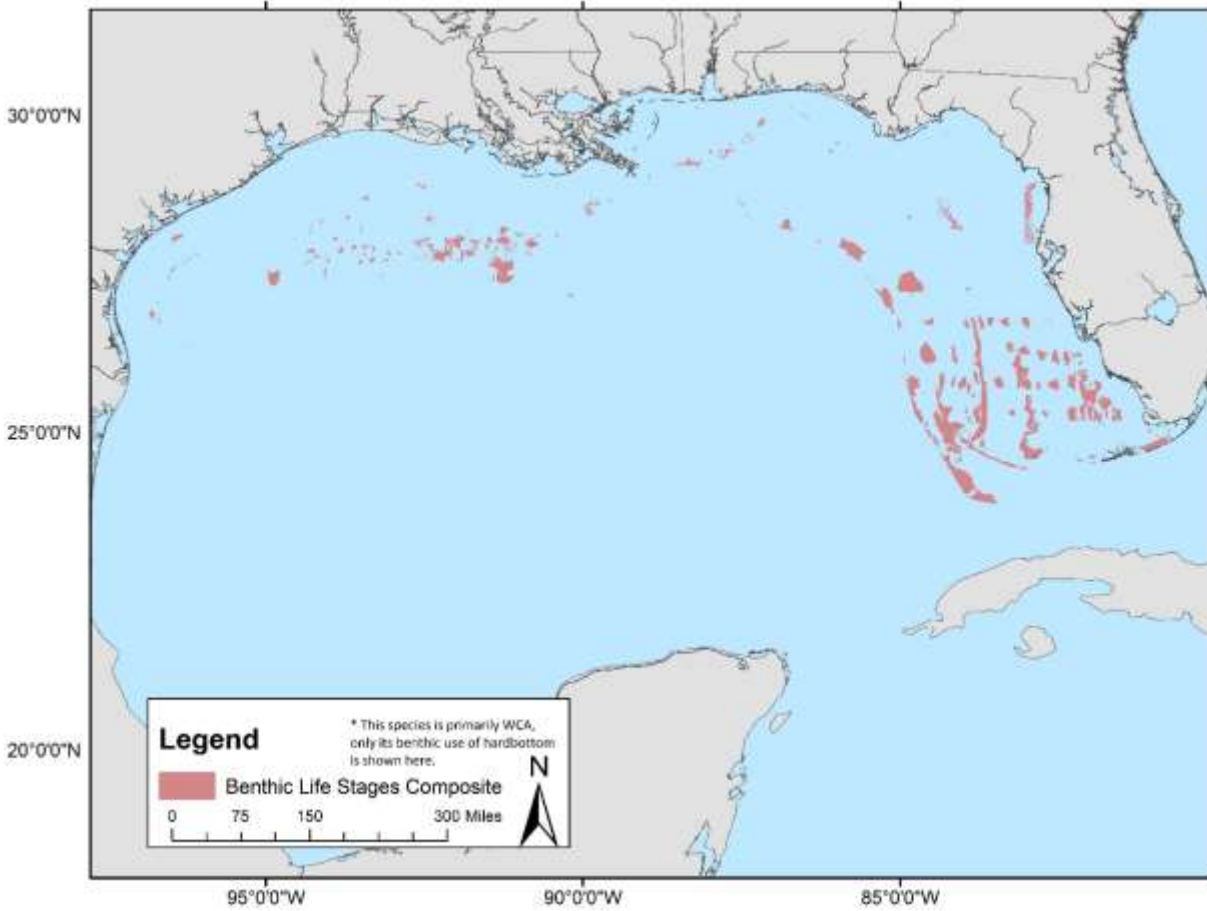 30°0'0"N
25°0'0"N
20°0'0"N
Legend
* This species is primarily WCA,
only its benthic use of hardbottom
is shown here.
N
Benthic Life Stages Composite
0 75 150 300 Miles
95°0'0"W 90°0'0"W 85°0'0"W